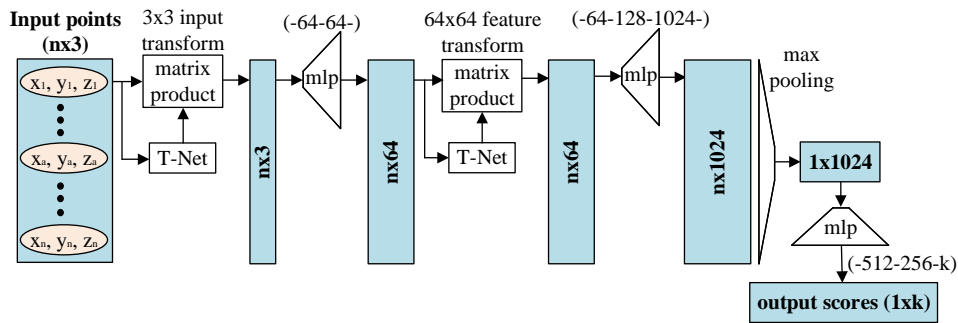 Input points
(nx3)
x₁, y₁, z₁
xₐ, yₐ, zₐ
xₙ, yₙ, zₙ
3x3 input
transform
matrix
product
T-Net
nx3
(-64-64-)
mlp
nx64
64x64 feature
transform
matrix
product
T-Net
nx64
(-64-128-1024-)
mlp
nx1024
max
pooling
1x1024
mlp
(-512-256-k)
output scores (1xk)